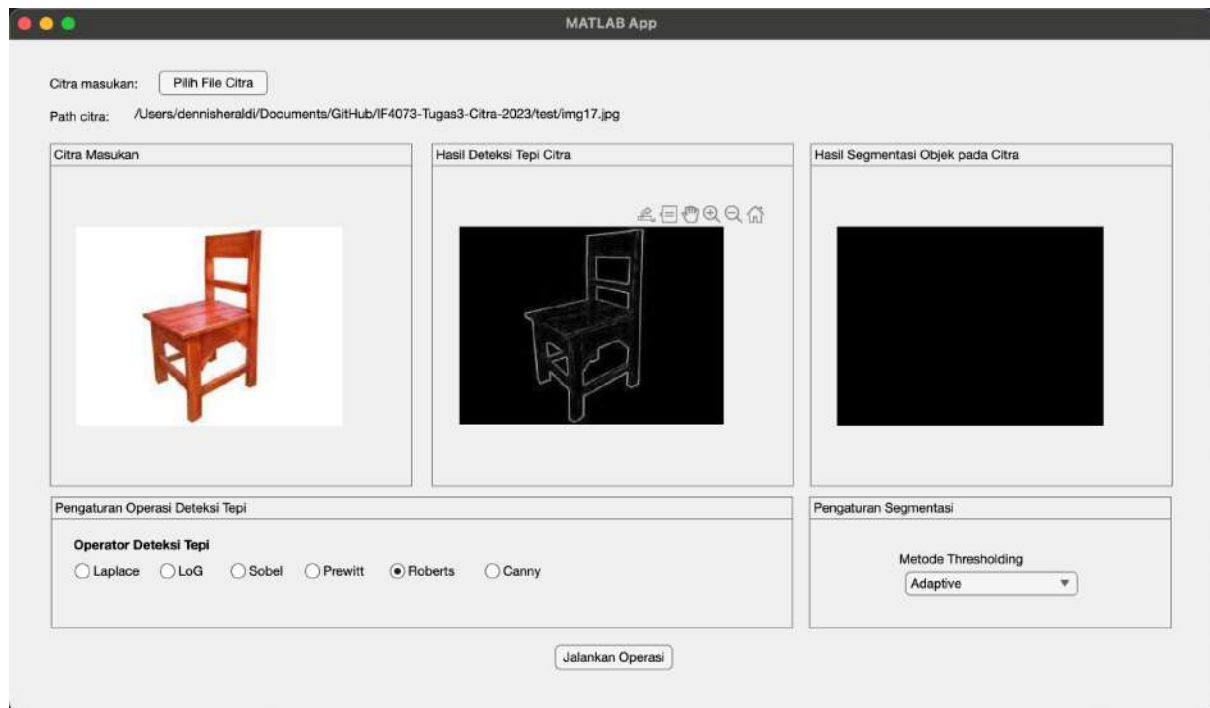 MATLAB App
Citra masukan: Pilih File Citra
Path citra: /Users/dennisheraldi/Documents/GitHub/IF4073-Tugas3-Citra-2023/test/img17.jpg
Citra Masukan
Hasil Deteksi Tepi Citra
Hasil Segmentasi Objek pada Citra
Pengaturan Operasi Deteksi Tepi
Operator Deteksi Tepi
Laplace LoG Sobel Prewitt Roberts Canny
Pengaturan Segmentasi
Metode Thresholding
Adaptive
Jalankan Operasi